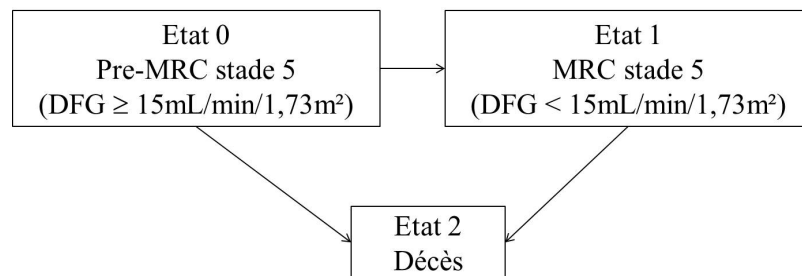 Etat 0
Pre-MRC stade 5
(DFG ≥ 15mL/min/1,73m²)
Etat 1
MRC stade 5
(DFG < 15mL/min/1,73m²)
Etat 2
Décès